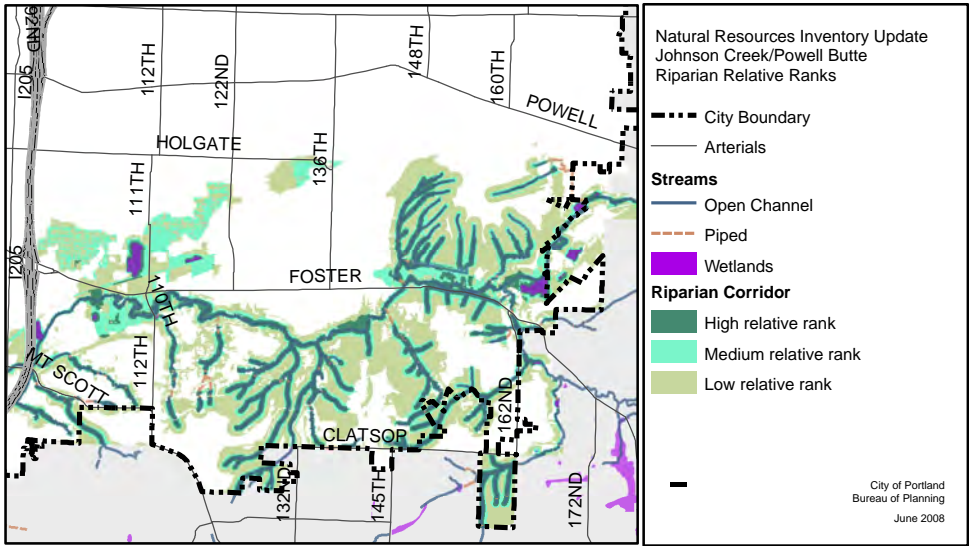 92ND
I205
112TH
122ND
148TH
160TH
POWELL
HOLGATE
136TH
111TH
I205
FOSTER
110TH
112TH
MT SCOTT
162ND
CLATSOP
132ND
145TH
172ND
Natural Resources Inventory Update
Johnson Creek/Powell Butte
Riparian Relative Ranks
City Boundary
Arterials
Streams
Open Channel
Piped
Wetlands
Riparian Corridor
High relative rank
Medium relative rank
Low relative rank
City of Portland
Bureau of Planning
June 2008